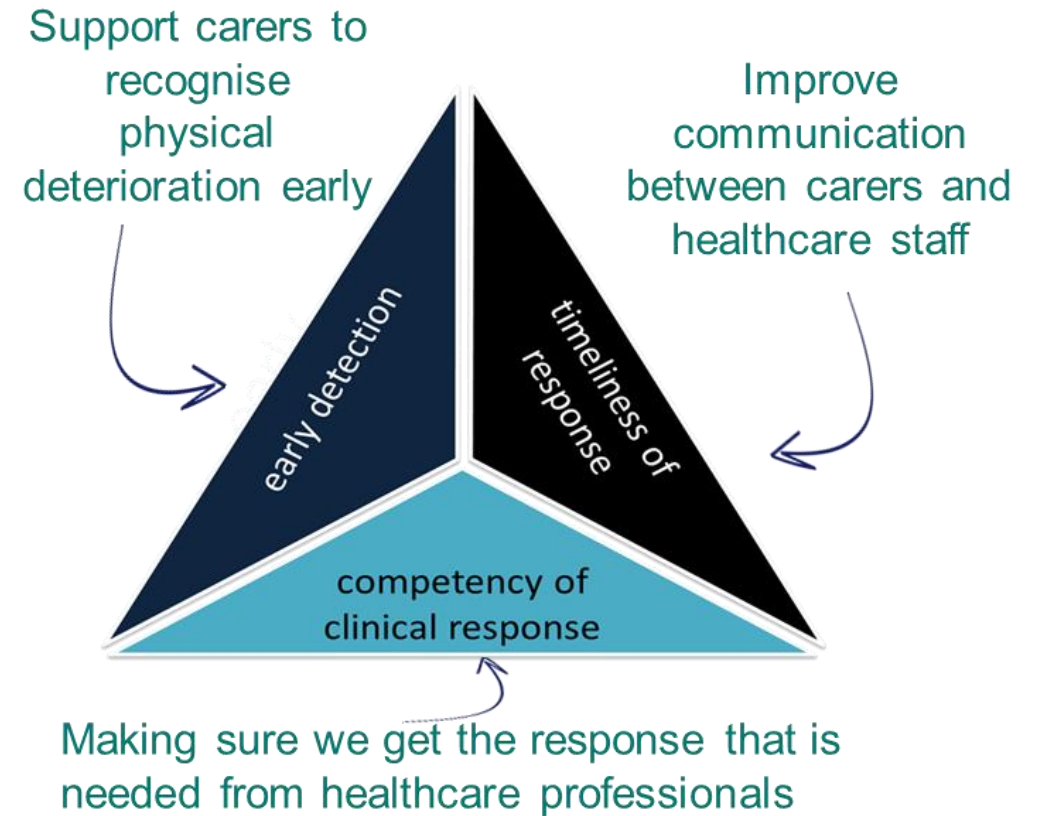 Support carers to
recognise
physical
deterioration early
Improve
communication
between carers and
healthcare staff
early detection
timeliness of
response
competency of
clinical response
Making sure we get the response that is
needed from healthcare professionals